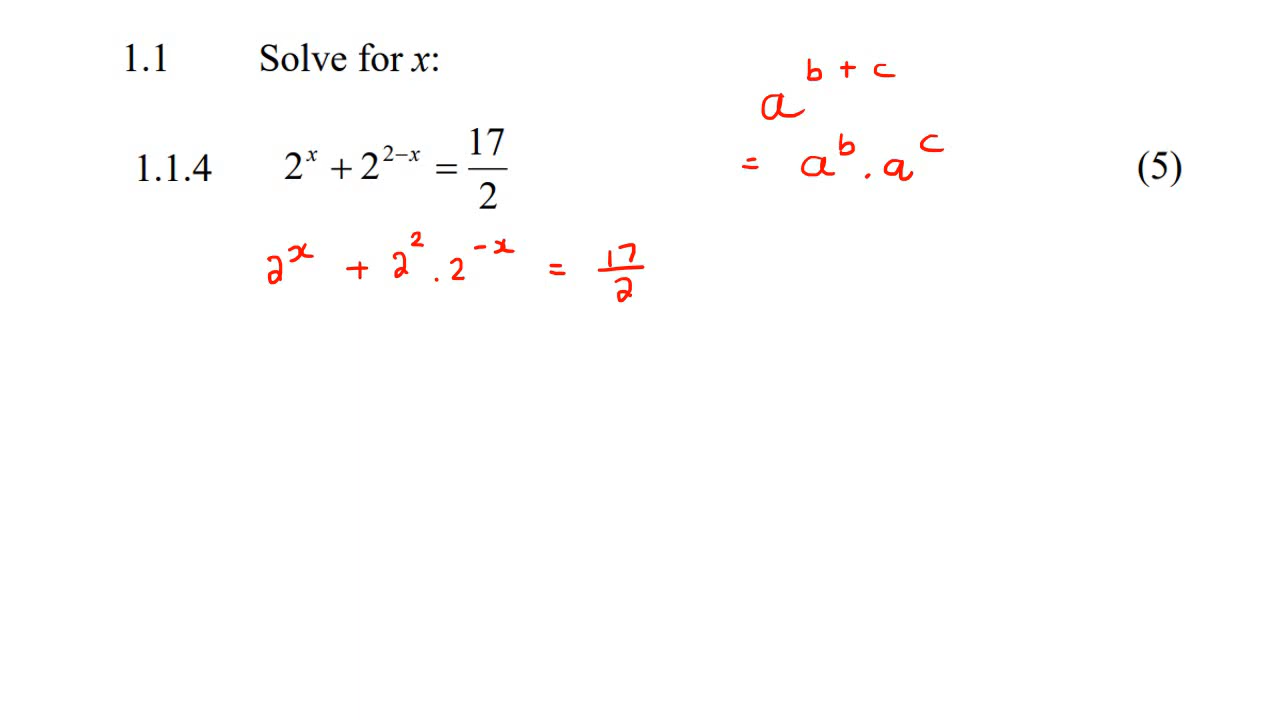 1.1 Solve for x:
a^{b + c}
= a^b . a^c
1.1.4 2^x + 2^{2−x} = 17/2 (5)
2^x + 2^2 . 2^{-x} = 17/2